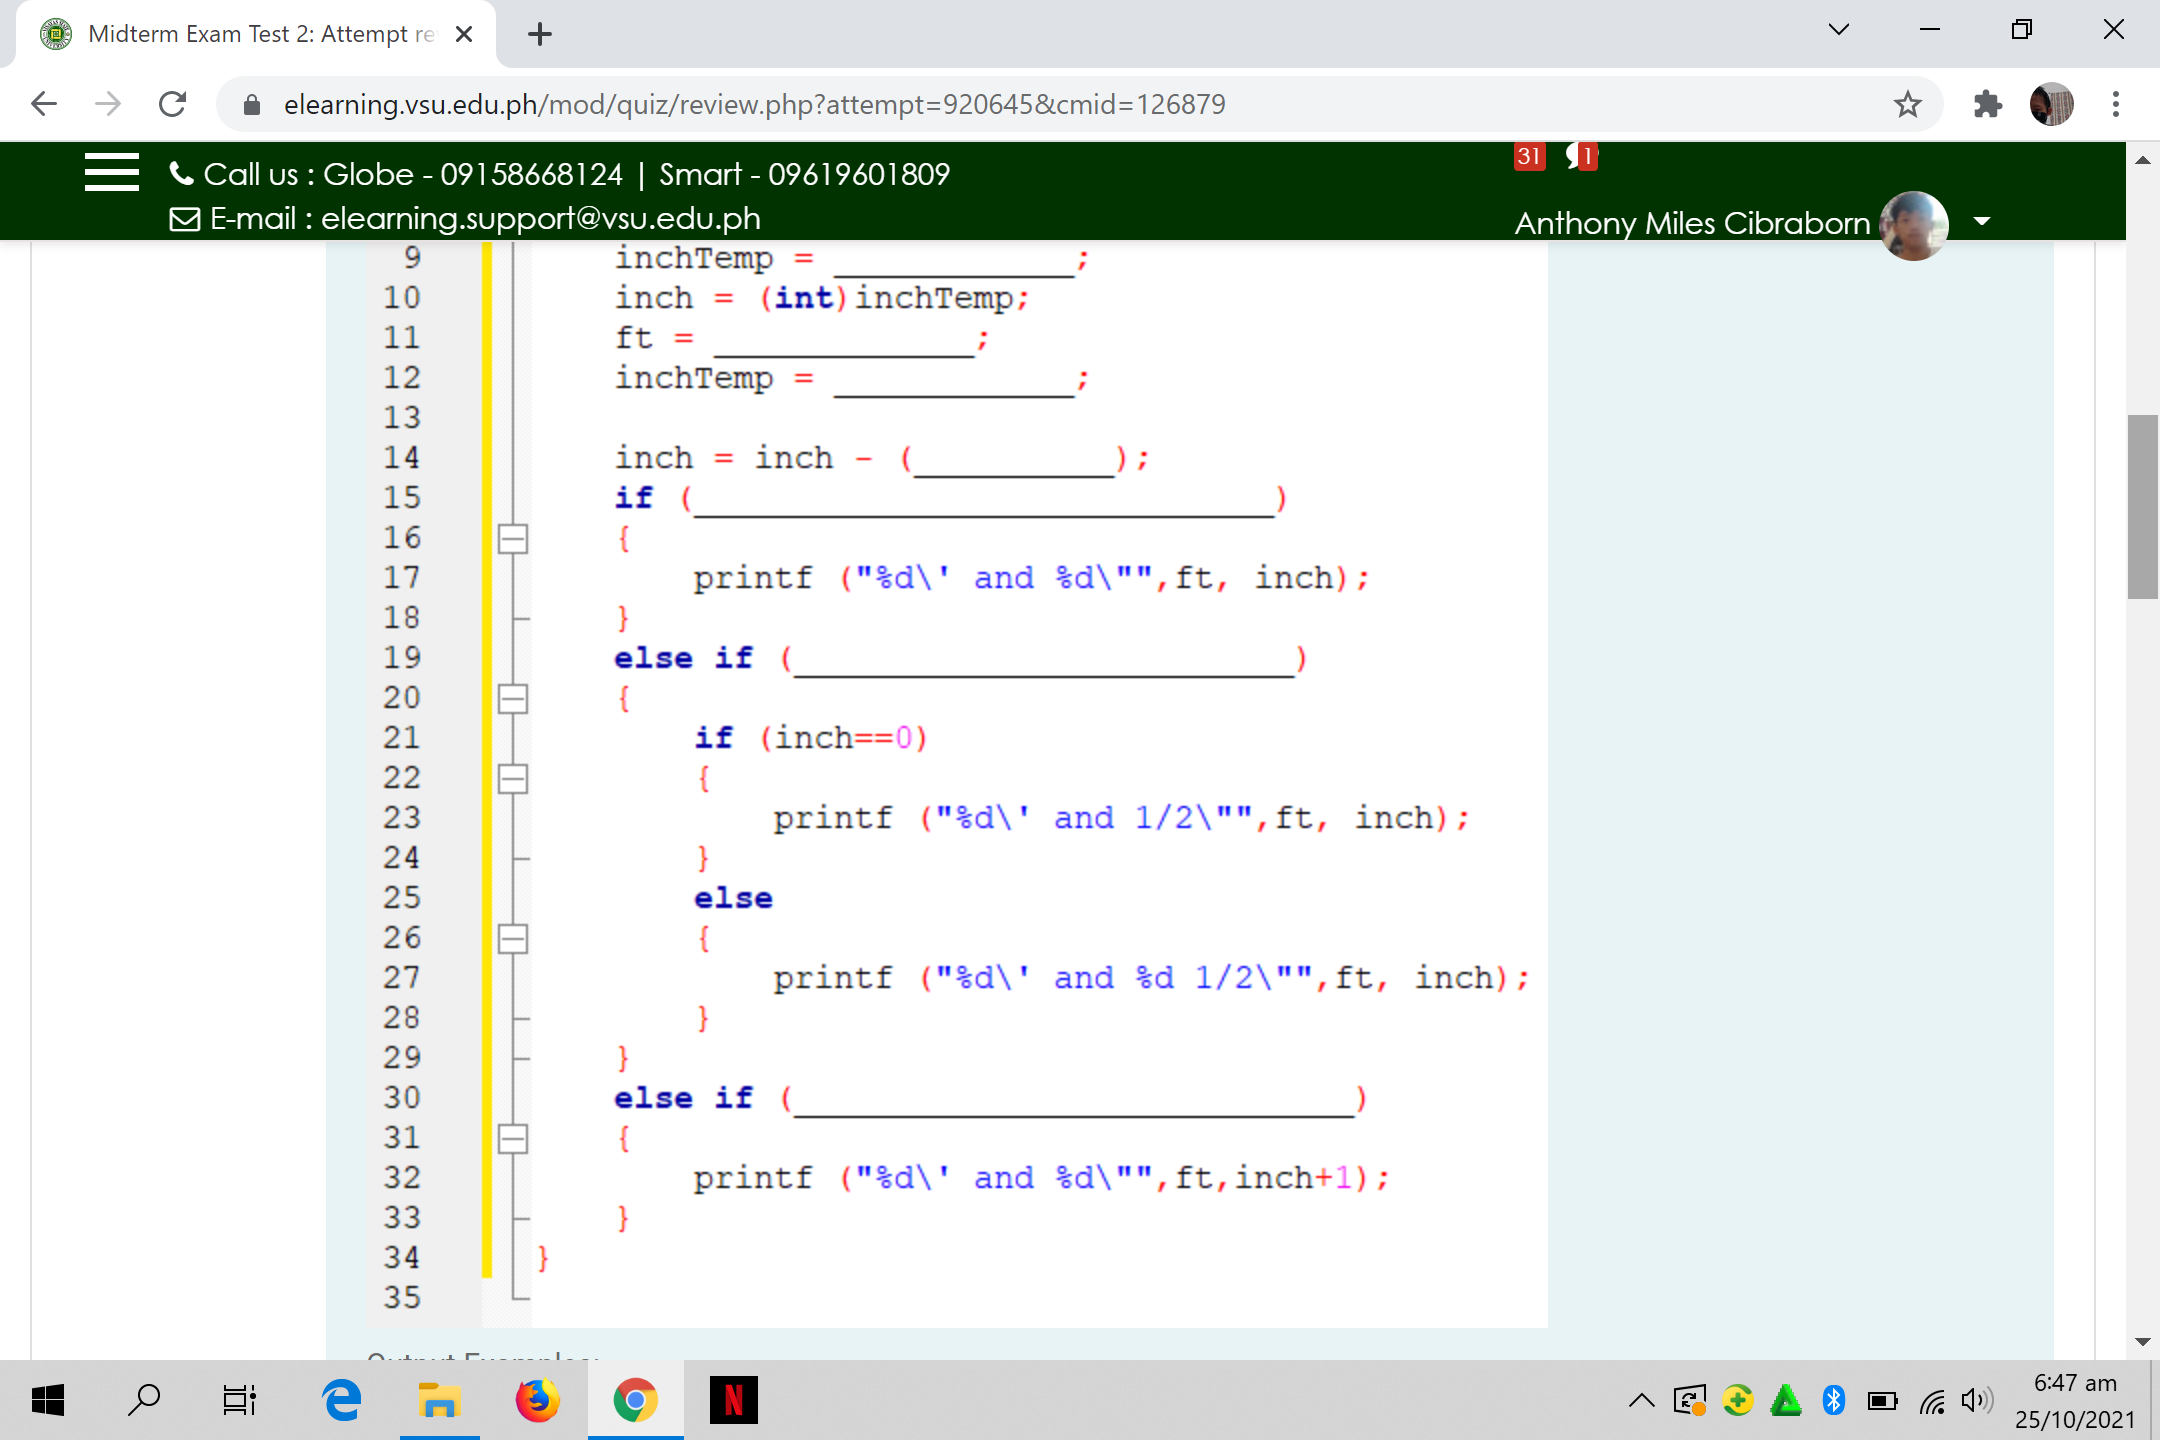 Midterm Exam Test 2: Attempt re
elearning.vsu.edu.ph/mod/quiz/review.php?attempt=920645&cmid=126879
Call us : Globe - 09158668124 | Smart - 09619601809
31 1
E-mail : elearning.support@vsu.edu.ph
Anthony Miles Cibraborn
9 inchTemp = ____________;
10 inch = (int)inchTemp;
11 ft = _____________;
12 inchTemp = ____________;
13
14 inch = inch - (__________);
15 if (_____________________________)
16 {
17 printf ("%d\' and %d\"",ft, inch);
18 }
19 else if (_________________________)
20 {
21 if (inch==0)
22 {
23 printf ("%d\' and 1/2\"",ft, inch);
24 }
25 else
26 {
27 printf ("%d\' and %d 1/2\"",ft, inch);
28 }
29 }
30 else if (____________________________)
31 {
32 printf ("%d\' and %d\"",ft,inch+1);
33 }
34 }
35
Output Examples:
N
6:47 am
25/10/2021